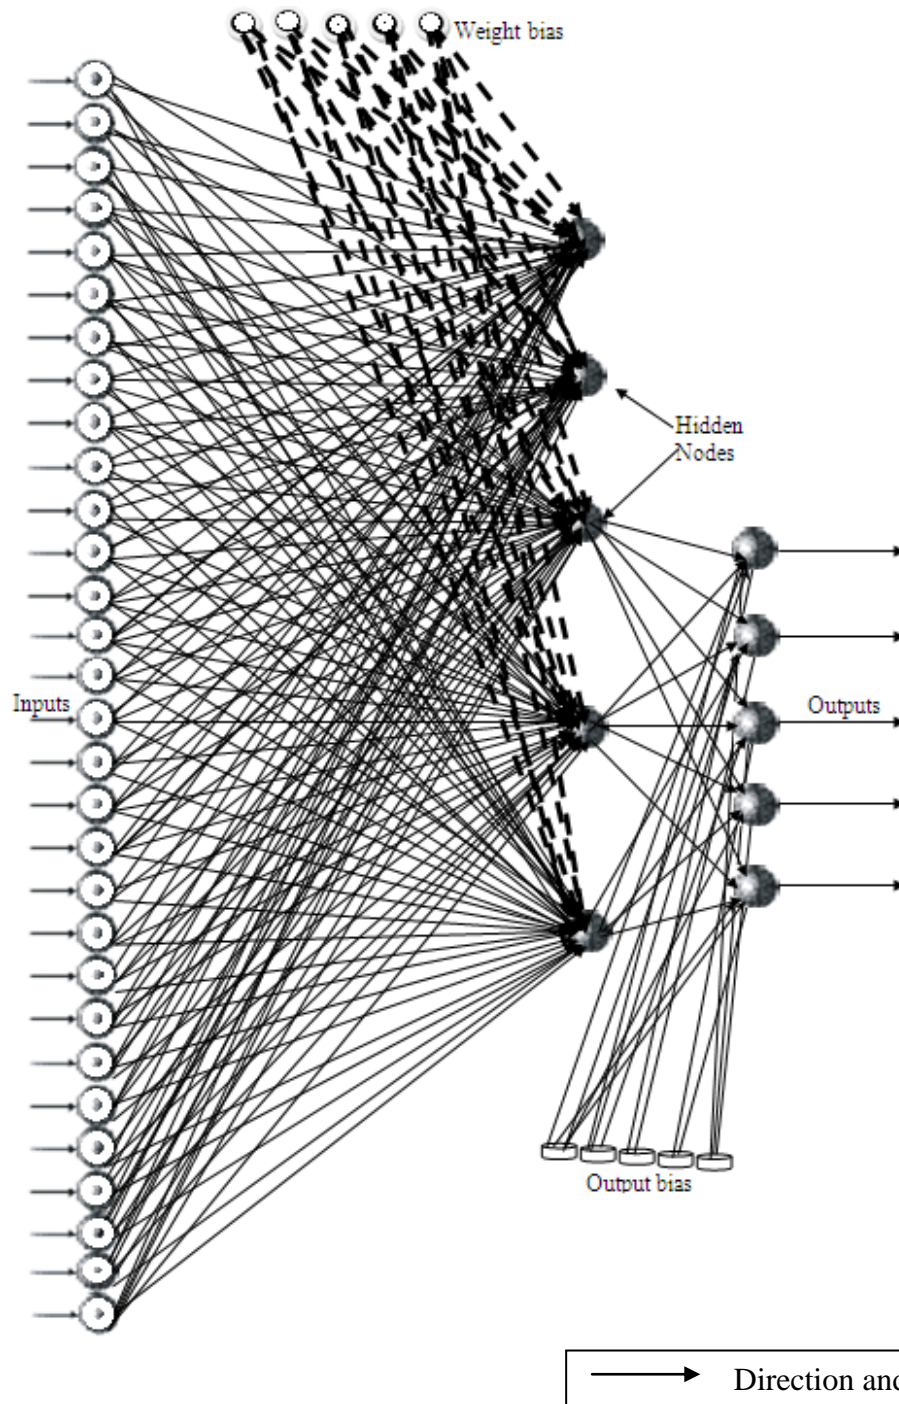 Weight bias
Hidden
Nodes
Inputs
Outputs
Output bias
Direction and